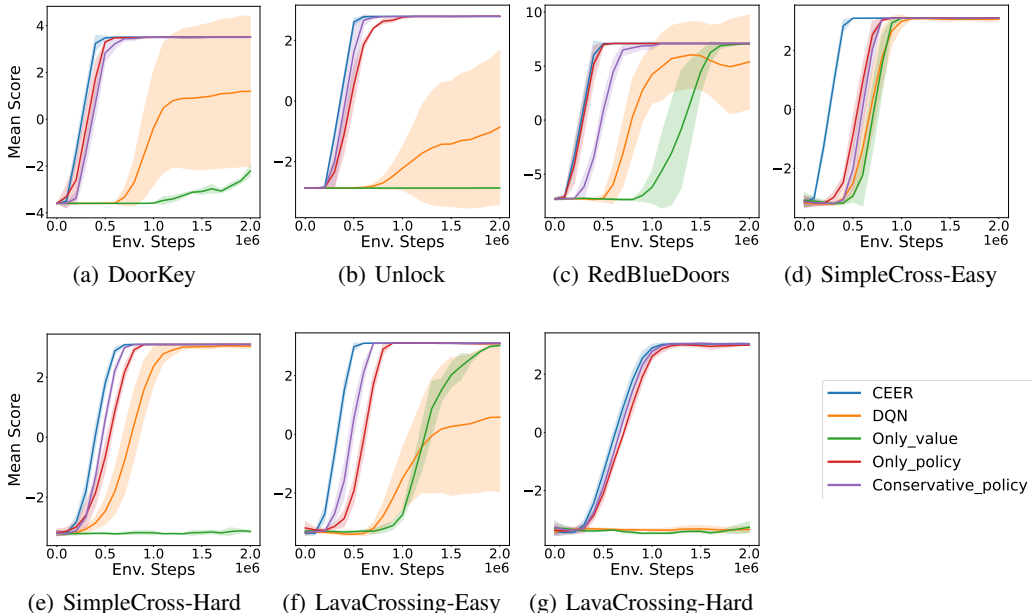 4
2
0
−2
−4
Mean Score
0.0 0.5 1.0 1.5 2.0
Env. Steps 1e6
(a) DoorKey
2
0
−2
0.0 0.5 1.0 1.5 2.0
Env. Steps 1e6
(b) Unlock
10
5
0
−5
0.0 0.5 1.0 1.5 2.0
Env. Steps 1e6
(c) RedBlueDoors
2
0
−2
0.0 0.5 1.0 1.5 2.0
Env. Steps 1e6
(d) SimpleCross-Easy
2
0
−2
Mean Score
0.0 0.5 1.0 1.5 2.0
Env. Steps 1e6
(e) SimpleCross-Hard
2
0
−2
0.0 0.5 1.0 1.5 2.0
Env. Steps 1e6
(f) LavaCrossing-Easy
2
0
−2
0.0 0.5 1.0 1.5 2.0
Env. Steps 1e6
(g) LavaCrossing-Hard
CEER
DQN
Only_value
Only_policy
Conservative_policy